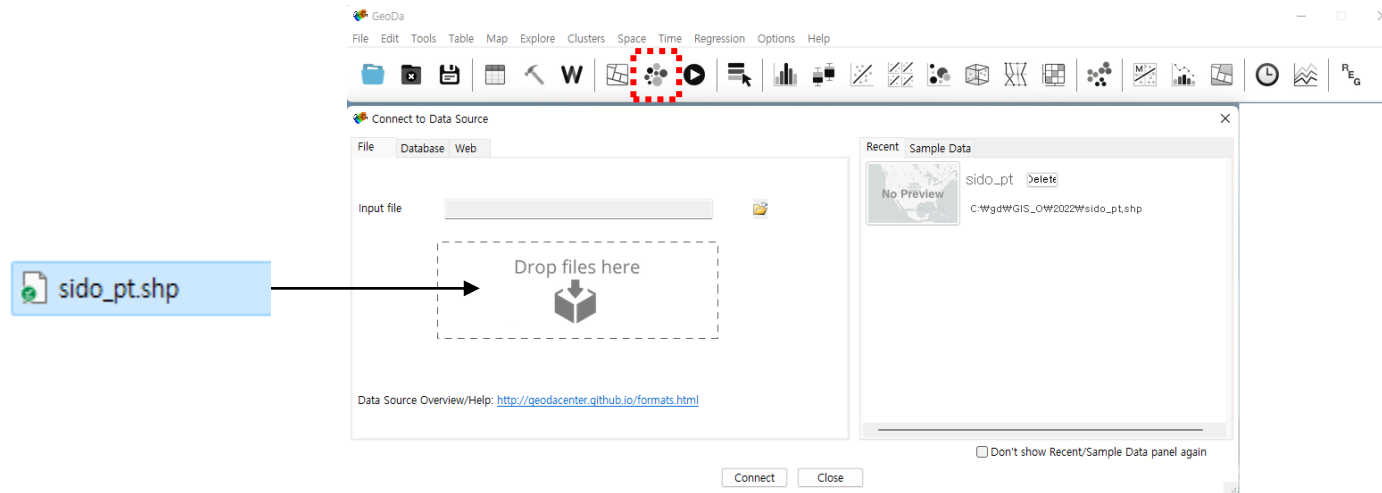 GeoDa
File Edit Tools Table Map Explore Clusters Space Time Regression Options Help
W
M
REG
Connect to Data Source
File Database Web
Recent Sample Data
No Preview
sido_pt Delete
C:₩gd₩GIS_O₩2022₩sido_pt.shp
Input file
Drop files here
sido_pt.shp
Data Source Overview/Help: http://geodacenter.github.io/formats.html
Don't show Recent/Sample Data panel again
Connect Close